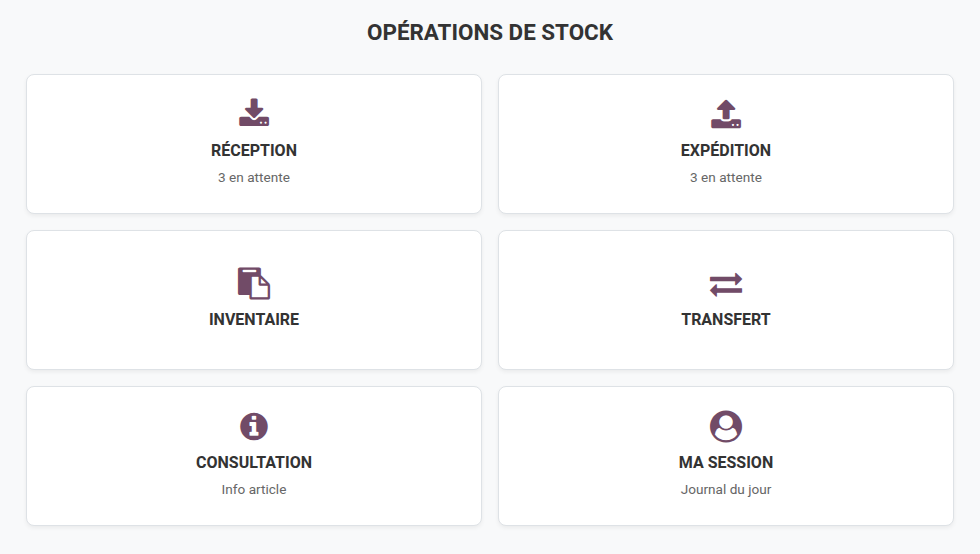 OPÉRATIONS DE STOCK
RÉCEPTION
3 en attente
EXPÉDITION
3 en attente
INVENTAIRE
TRANSFERT
CONSULTATION
Info article
MA SESSION
Journal du jour